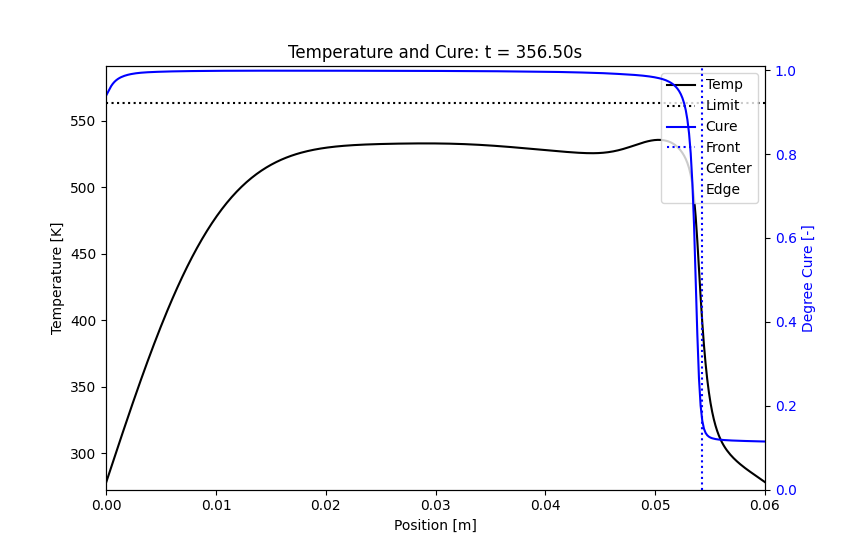 Temperature and Cure: t = 356.50s
Temp
Limit
Cure
Front
Center
Edge
Temperature [K]
550
500
450
400
350
300
1.0
0.8
0.6
0.4
0.2
0.0
Degree Cure [-]
0.00 0.01 0.02 0.03 0.04 0.05 0.06
Position [m]